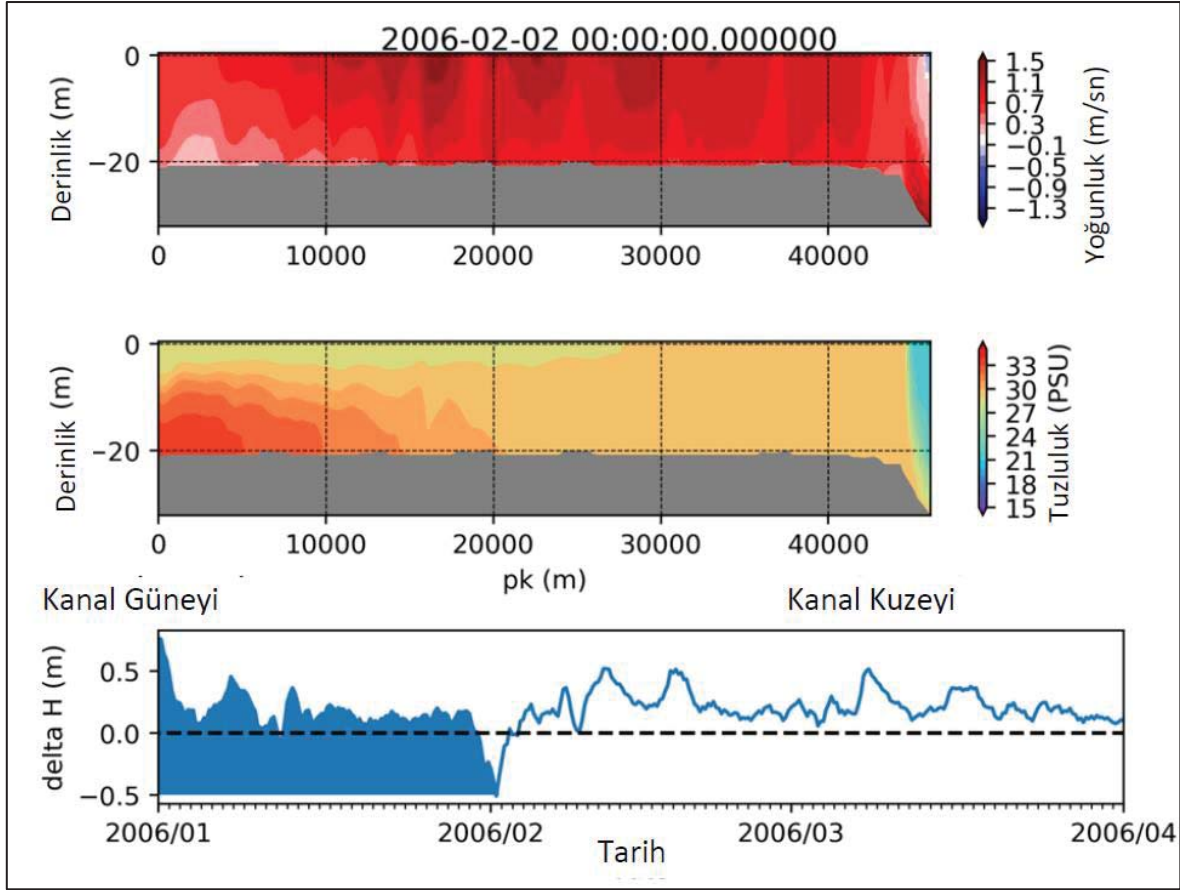 2006-02-02 00:00:00.000000
Derinlik (m)
0
−20
0 10000 20000 30000 40000
1.5
1.1
0.7
0.3
−0.1
−0.5
−0.9
−1.3
Yoğunluk (m/sn)
Derinlik (m)
0
−20
0 10000 20000 30000 40000
pk (m)
33
30
27
24
21
18
15
Tuzluluk (PSU)
Kanal Güneyi
Kanal Kuzeyi
delta H (m)
0.5
0.0
−0.5
2006/01 2006/02 2006/03 2006/04
Tarih